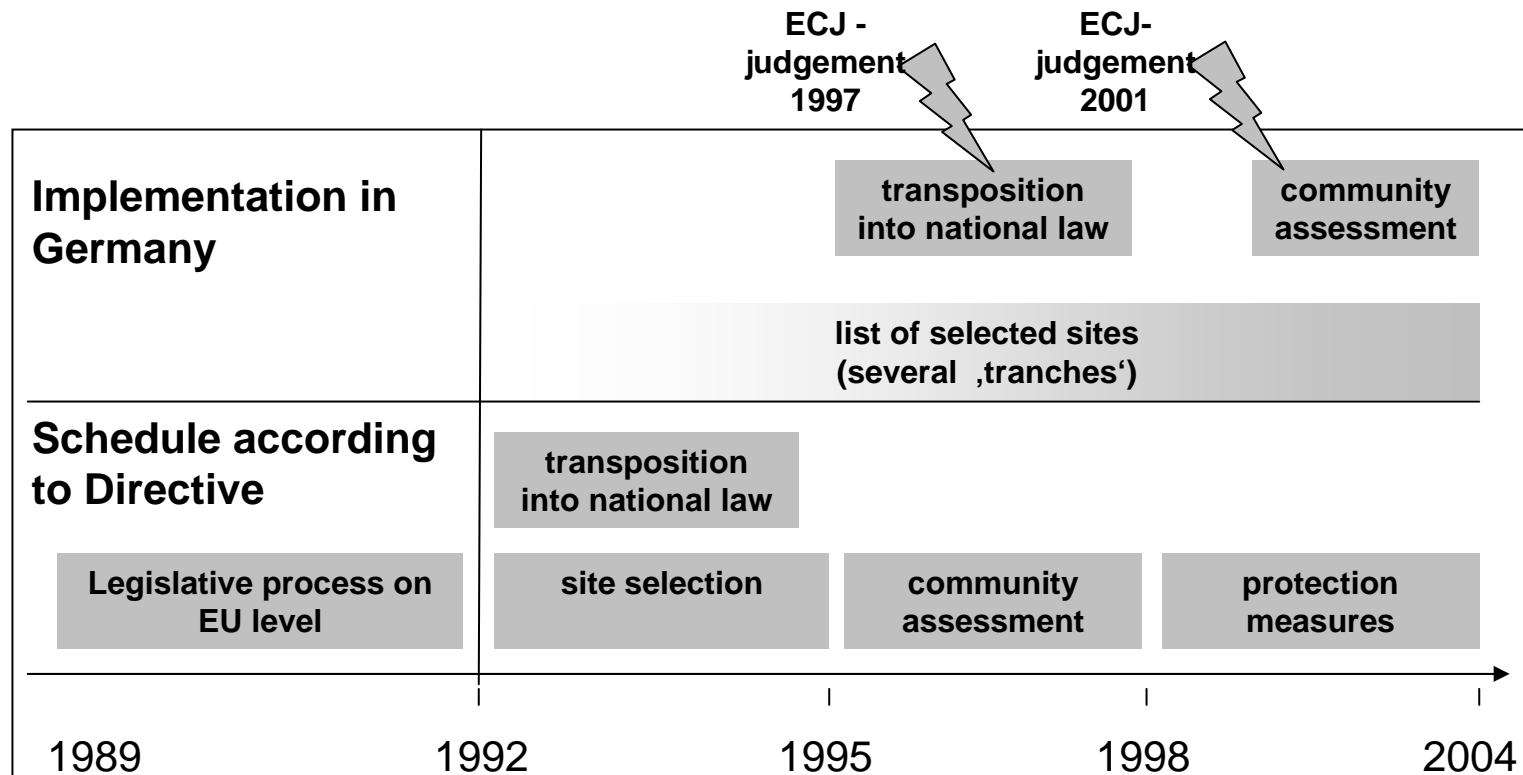 ECJ -
judgement
1997
ECJ-
judgement
2001
Implementation in
Germany
transposition
into national law
community
assessment
list of selected sites
(several ‚tranches‘)
Schedule according
to Directive
transposition
into national law
Legislative process on
EU level
site selection
community
assessment
protection
measures
1989
1992
1995
1998
2004